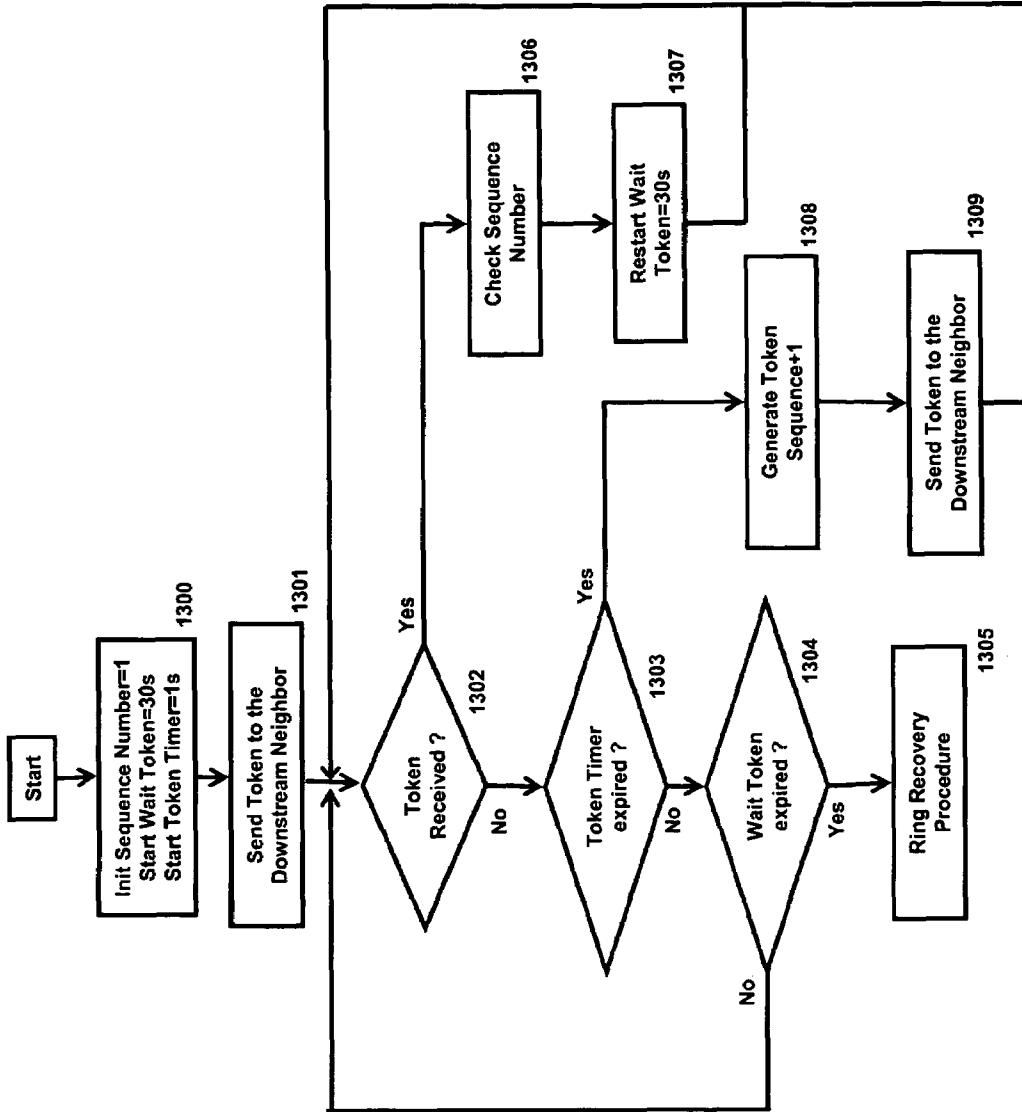 Start
Init Sequence Number=1
Start Wait Token=30s
Start Token Timer=1s
1300
Send Token to the
Downstream Neighbor
1301
Token
Received ?
1302
Yes
No
Check Sequence
Number
1306
Restart Wait
Token=30s
1307
Token Timer
expired ?
1303
Yes
No
Generate Token
Sequence+1
1308
Send Token to the
Downstream Neighbor
1309
Wait Token
expired ?
1304
No
Yes
Ring Recovery
Procedure
1305